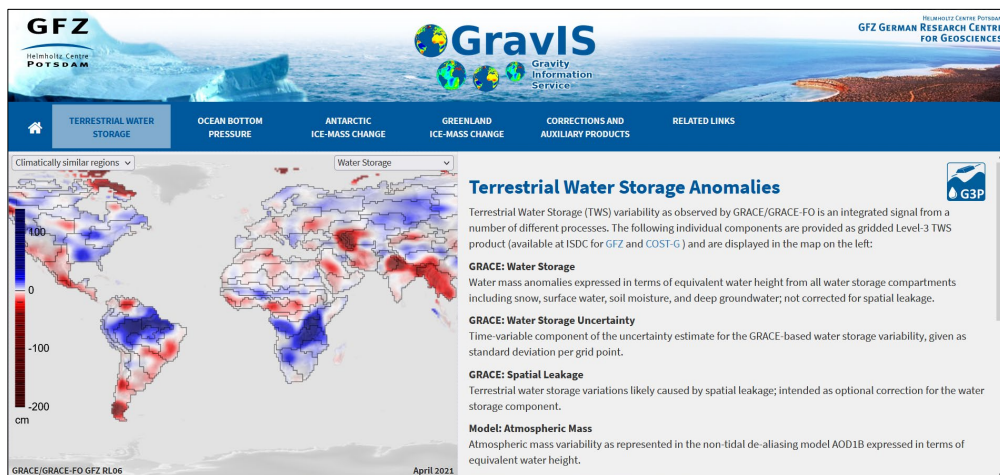 GFZ
Helmholtz Centre
POTSDAM
GravIS
Gravity
Information
Service
HELMHOLTZ CENTRE POTSDAM
GFZ GERMAN RESEARCH CENTRE
FOR GEOSCIENCES
TERRESTRIAL WATER
STORAGE
OCEAN BOTTOM
PRESSURE
ANTARCTIC
ICE-MASS CHANGE
GREENLAND
ICE-MASS CHANGE
CORRECTIONS AND
AUXILIARY PRODUCTS
RELATED LINKS
Climatically similar regions
Water Storage
100
0
-100
-200
cm
GRACE/GRACE-FO GFZ RL06
April 2021
Terrestrial Water Storage Anomalies
G3P
Terrestrial Water Storage (TWS) variability as observed by GRACE/GRACE-FO is an integrated signal from a
number of different processes. The following individual components are provided as gridded Level-3 TWS
product (available at ISDC for GFZ and COST-G ) and are displayed in the map on the left:
GRACE: Water Storage
Water mass anomalies expressed in terms of equivalent water height from all water storage compartments
including snow, surface water, soil moisture, and deep groundwater; not corrected for spatial leakage.
GRACE: Water Storage Uncertainty
Time-variable component of the uncertainty estimate for the GRACE-based water storage variability, given as
standard deviation per grid point.
GRACE: Spatial Leakage
Terrestrial water storage variations likely caused by spatial leakage; intended as optional correction for the water
storage component.
Model: Atmospheric Mass
Atmospheric mass variability as represented in the non-tidal de-aliasing model AOD1B expressed in terms of
equivalent water height.